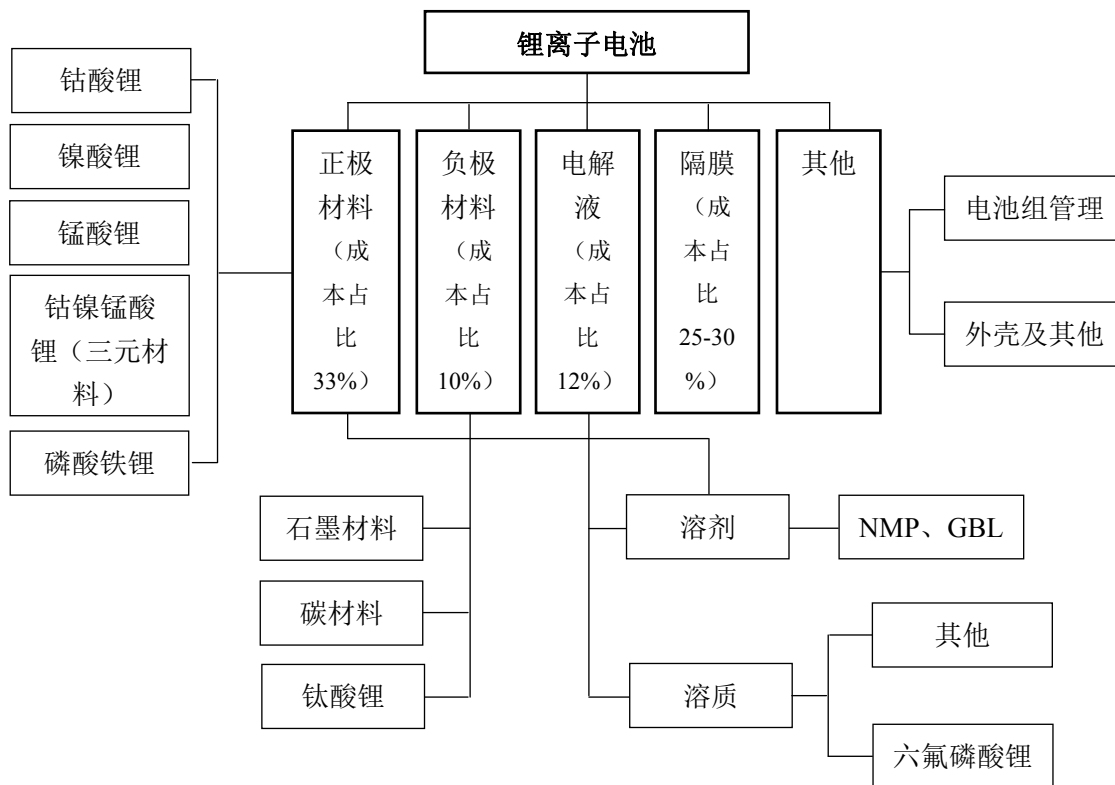 锂离子电池
钴酸锂
镍酸锂
锰酸锂
钴镍锰酸
锂（三元材
料）
磷酸铁锂
正极
材料
（成
本占
比
33%）
负极
材料
（成
本占
比
10%）
电解
液
（成
本占
比
12%）
隔膜
（成
本占
比
25-30
%）
其他
电池组管理
外壳及其他
石墨材料
碳材料
钛酸锂
溶剂
NMP、GBL
溶质
其他
六氟磷酸锂